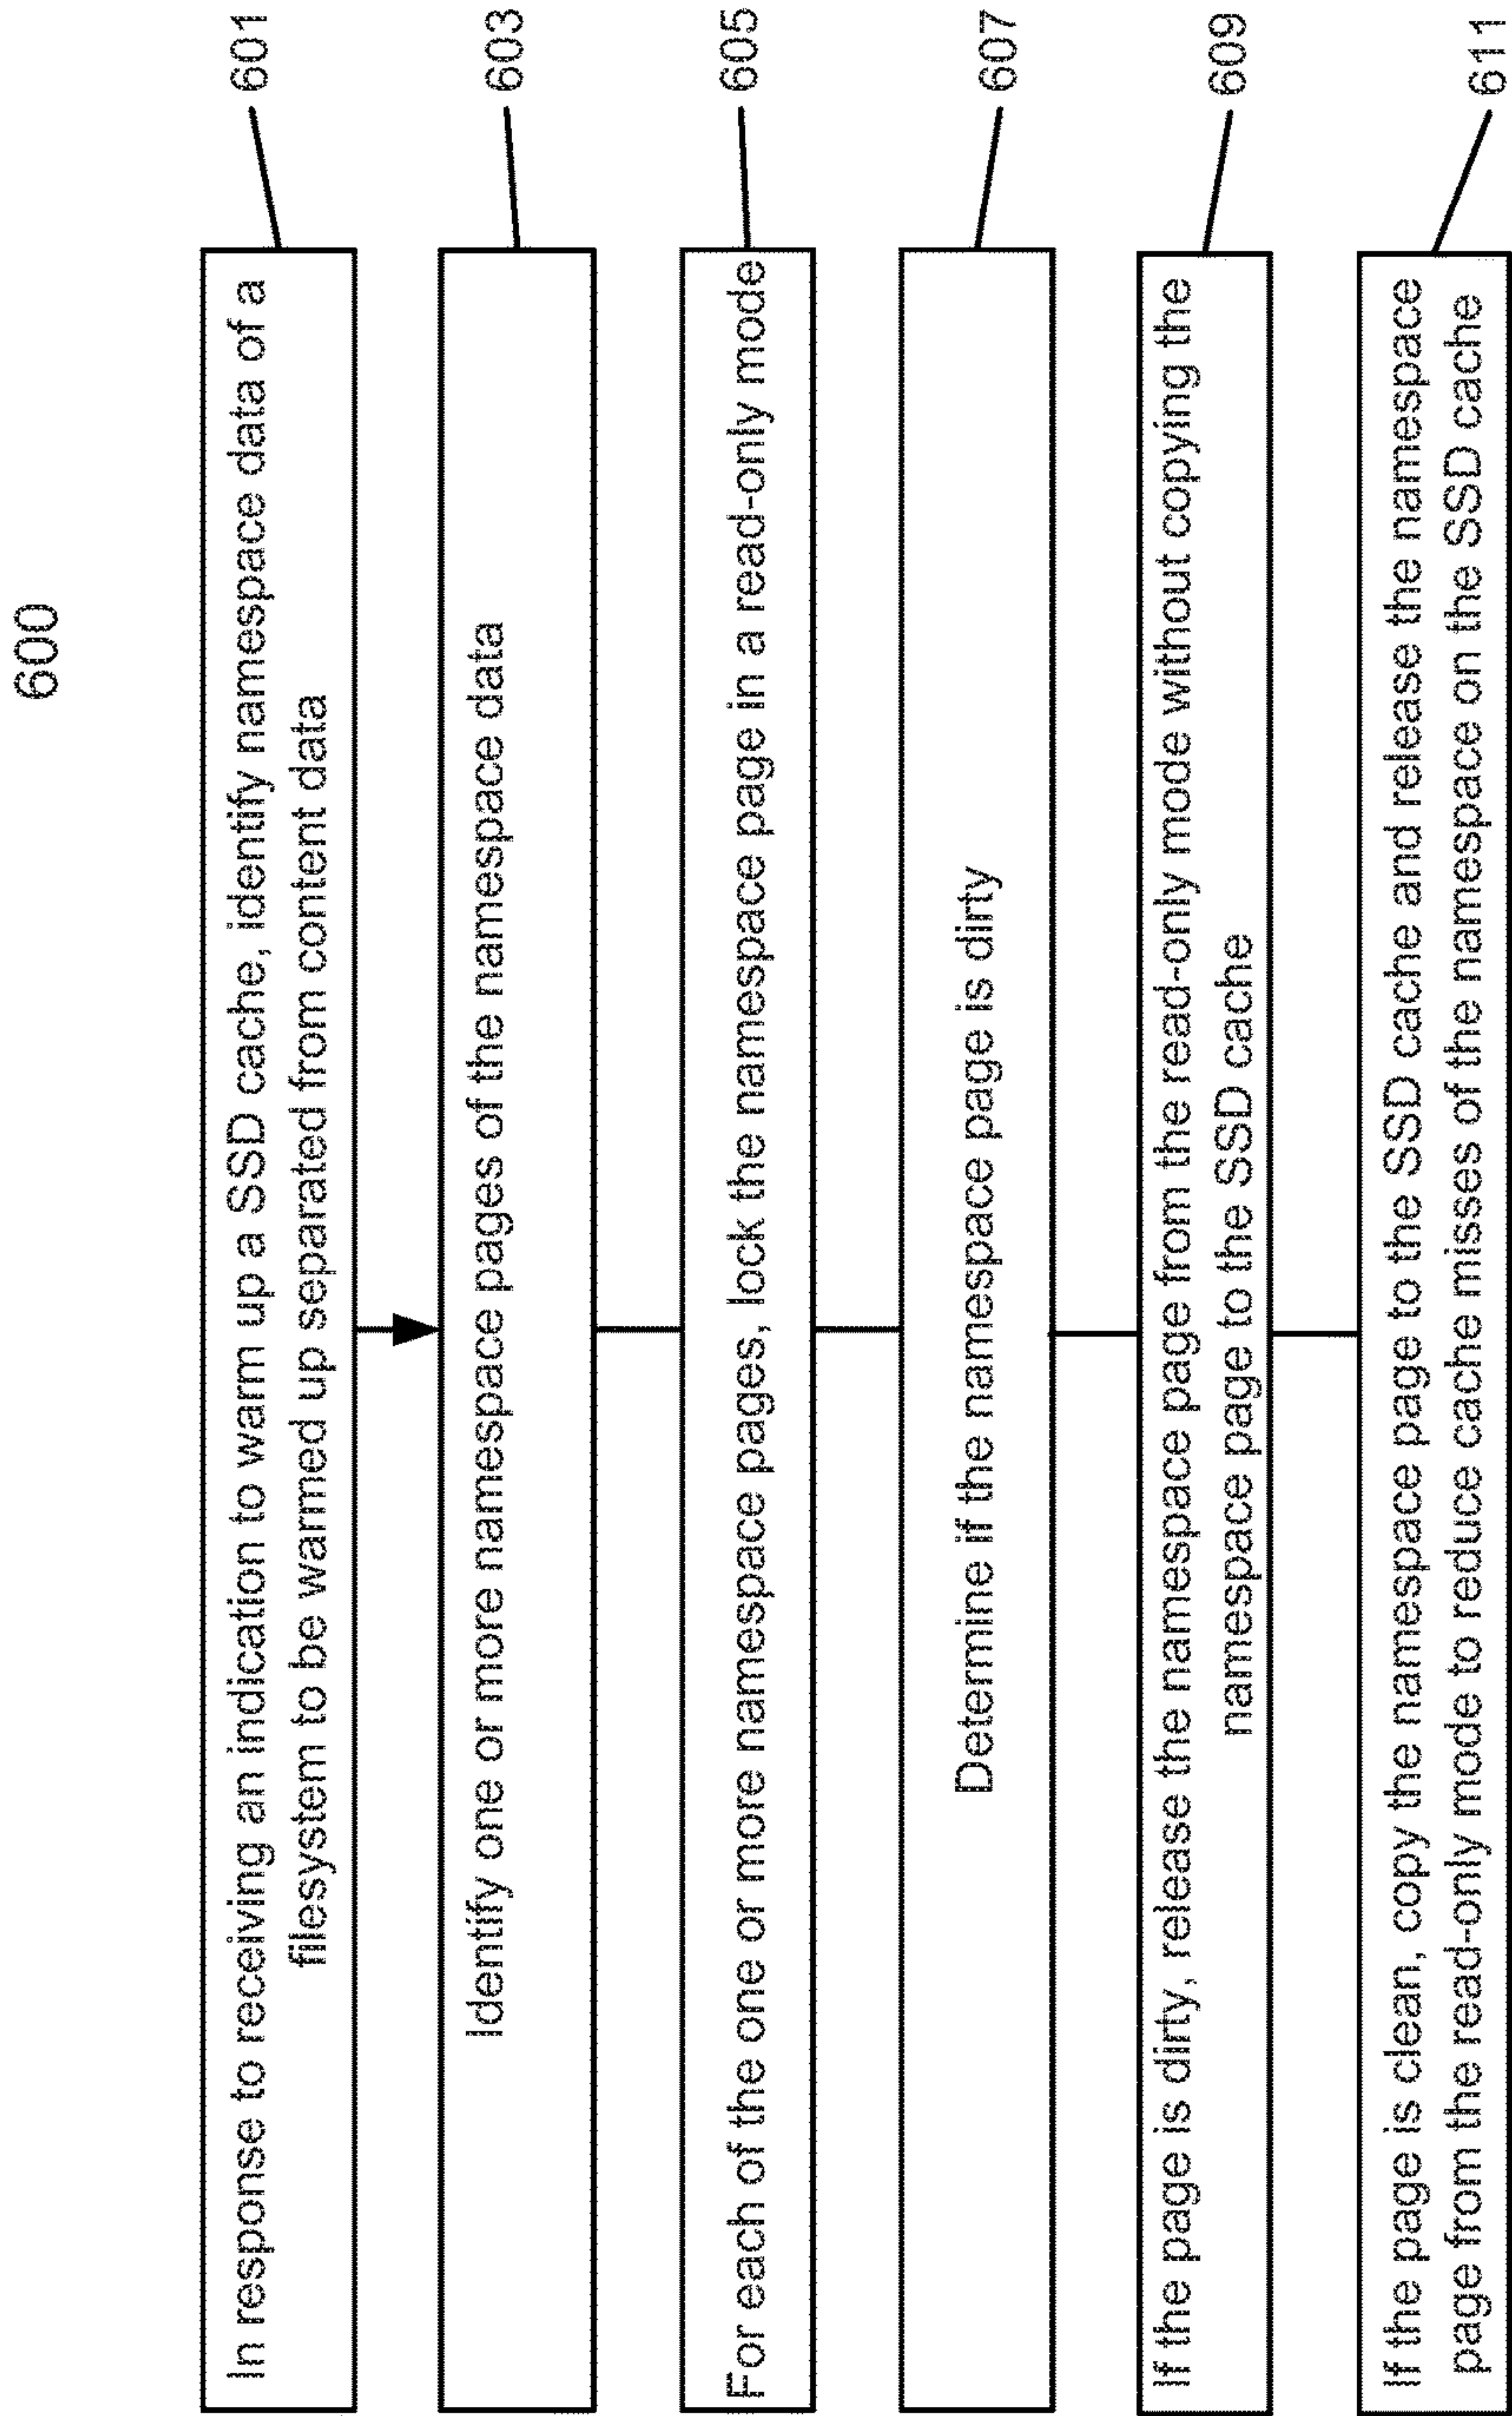 600
In response to receiving an indication to warm up a SSD cache, identify namespace data of a
filesystem to be warmed up separated from content data
601
Identify one or more namespace pages of the namespace data
603
For each of the one or more namespace pages, lock the namespace page in a read-only mode
605
Determine if the namespace page is dirty
607
If the page is dirty, release the namespace page from the read-only mode without copying the
namespace page to the SSD cache
609
If the page is clean, copy the namespace page to the SSD cache and release the namespace
page from the read-only mode to reduce cache misses of the namespace on the SSD cache
611